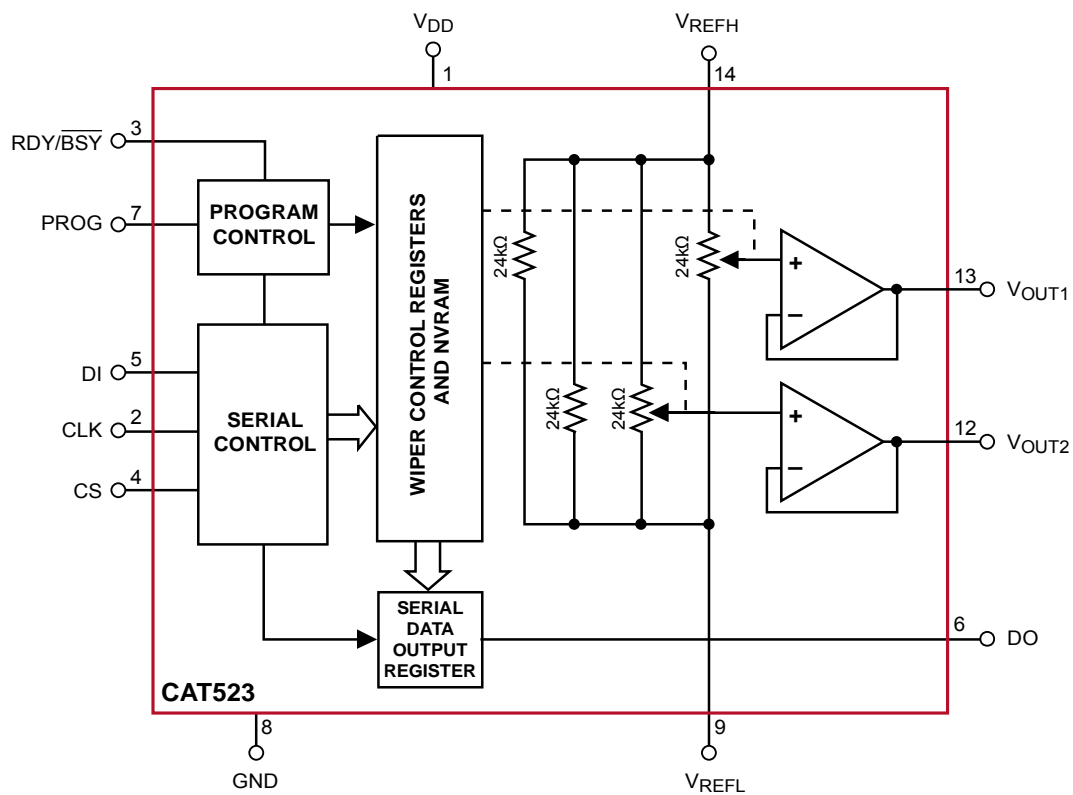 VDD
VREFH
1
14
RDY/BSY
3
PROG
7
PROGRAM
CONTROL
WIPER CONTROL REGISTERS
AND NVRAM
24kΩ
24kΩ
+
−
13
VOUT1
DI
5
CLK
2
CS
4
SERIAL
CONTROL
24kΩ
24kΩ
+
−
12
VOUT2
SERIAL
DATA
OUTPUT
REGISTER
6
DO
CAT523
8
GND
9
VREFL